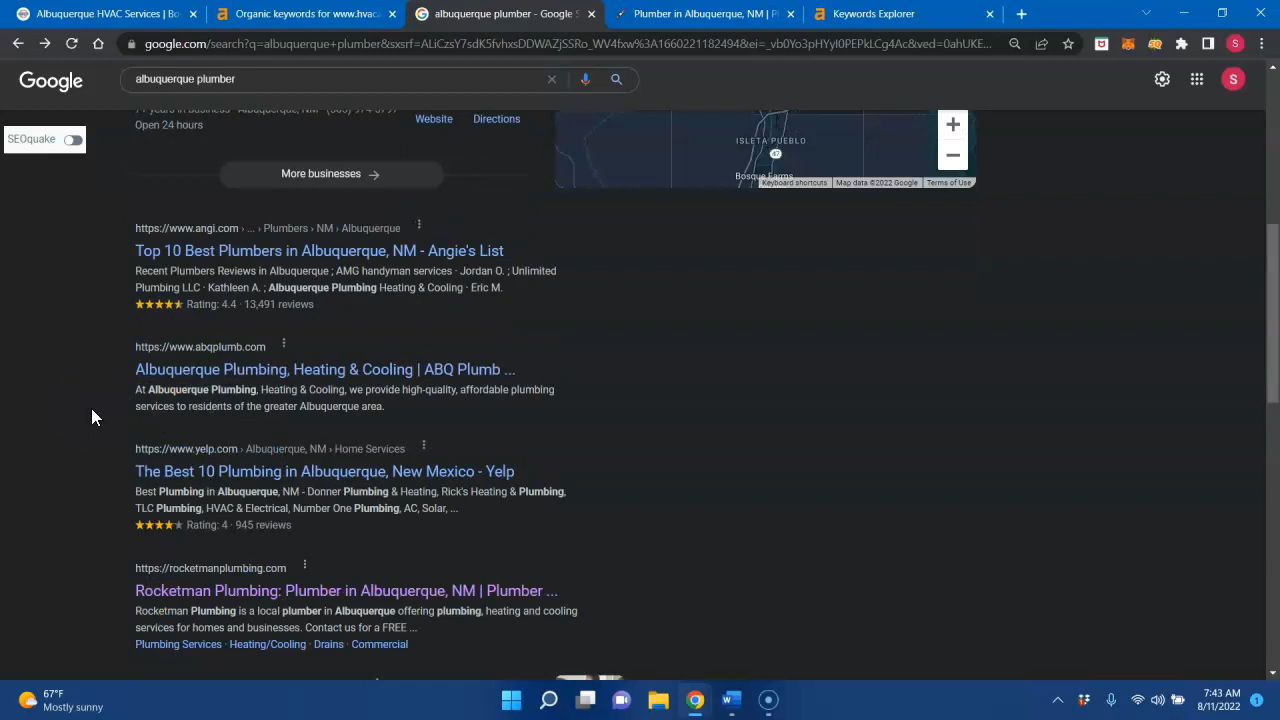 Albuquerque HVAC Services | Bo
Organic keywords for www.hvaca
albuquerque plumber - Google S
Plumber in Albuquerque, NM | P
Keywords Explorer
google.com/search?q=albuquerque+plumber&sxsrf=ALiCzsY7sdK5fvhxsDDWAZjSSRo_WV4fxw%3A1660221182494&ei=_vb0Yo3pHYyI0PEPkLCg4Ac&ved=0ahUKE...
S
Google
albuquerque plumber
S
SEOquake
Open 24 hours
Website
Directions
ISLETA PUEBLO
47
Bosque Farms
Keyboard shortcuts
Map data ©2022 Google
Terms of Use
More businesses
https://www.angi.com › ... › Plumbers › NM › Albuquerque
Top 10 Best Plumbers in Albuquerque, NM - Angie's List
Recent Plumbers Reviews in Albuquerque ; AMG handyman services · Jordan O. ; Unlimited
Plumbing LLC · Kathleen A. ; Albuquerque Plumbing Heating & Cooling · Eric M.
Rating: 4.4 · 13,491 reviews
https://www.abqplumb.com
Albuquerque Plumbing, Heating & Cooling | ABQ Plumb ...
At Albuquerque Plumbing, Heating & Cooling, we provide high-quality, affordable plumbing
services to residents of the greater Albuquerque area.
https://www.yelp.com › Albuquerque, NM › Home Services
The Best 10 Plumbing in Albuquerque, New Mexico - Yelp
Best Plumbing in Albuquerque, NM - Donner Plumbing & Heating, Rick's Heating & Plumbing,
TLC Plumbing, HVAC & Electrical, Number One Plumbing, AC, Solar, ...
Rating: 4 · 945 reviews
https://rocketmanplumbing.com
Rocketman Plumbing: Plumber in Albuquerque, NM | Plumber ...
Rocketman Plumbing is a local plumber in Albuquerque offering plumbing, heating and cooling
services for homes and businesses. Contact us for a FREE ...
Plumbing Services · Heating/Cooling · Drains · Commercial
67°F
Mostly sunny
7:43 AM
8/11/2022
1